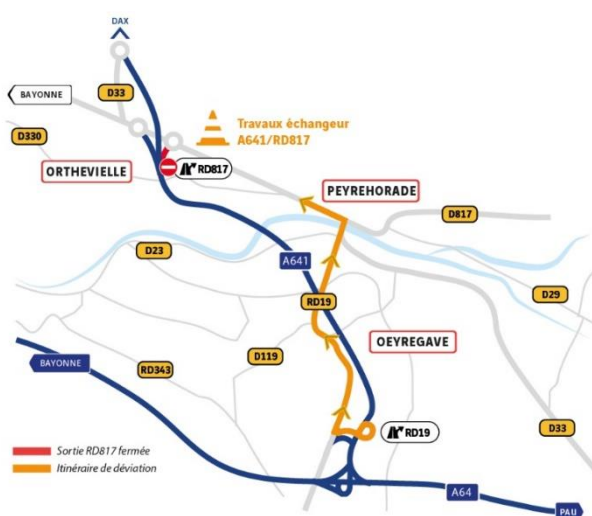 DAX
D33
BAYONNE
Travaux échangeur
A641/RD817
D330
ORTHEVIELLE
RD817
PEYREHORADE
D817
D23
A641
D29
RD19
OEYREGAVE
D119
BAYONNE
RD343
RD19
D33
Sortie RD817 fermée
Itinéraire de déviation
A64
PAU